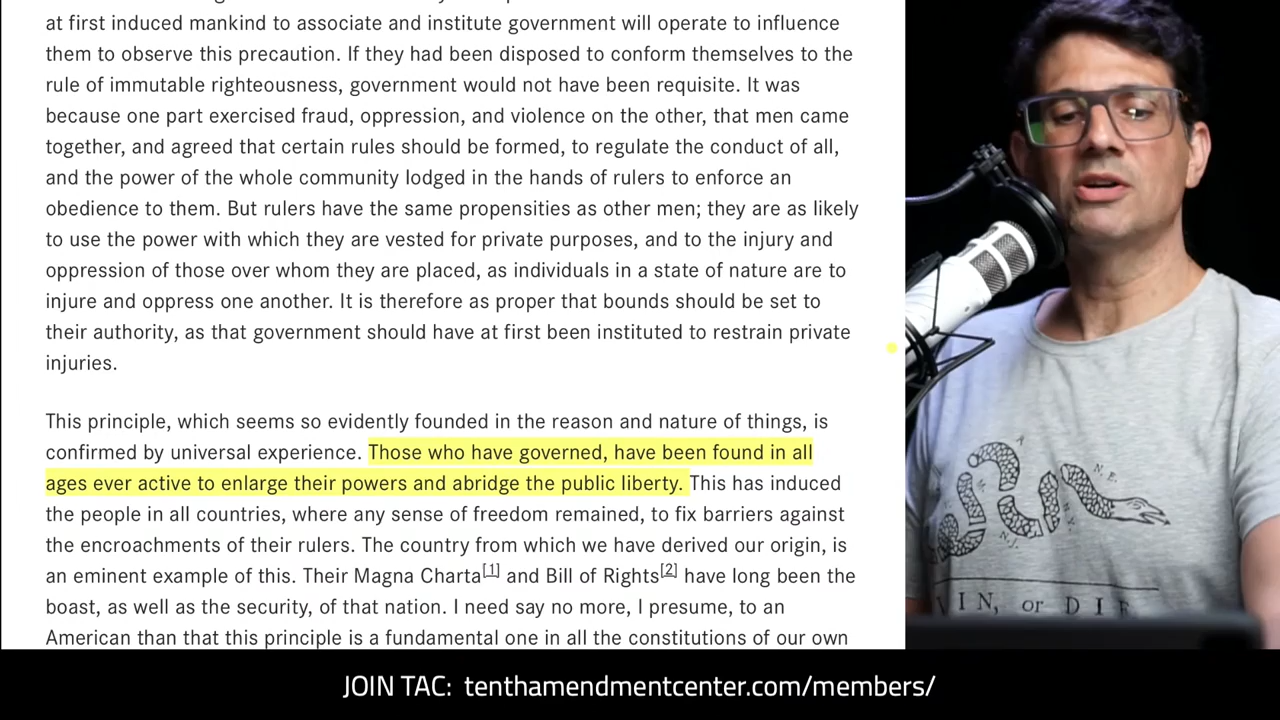 at first induced mankind to associate and institute government will operate to influence
them to observe this precaution. If they had been disposed to conform themselves to the
rule of immutable righteousness, government would not have been requisite. It was
because one part exercised fraud, oppression, and violence on the other, that men came
together, and agreed that certain rules should be formed, to regulate the conduct of all,
and the power of the whole community lodged in the hands of rulers to enforce an
obedience to them. But rulers have the same propensities as other men; they are as likely
to use the power with which they are vested for private purposes, and to the injury and
oppression of those over whom they are placed, as individuals in a state of nature are to
injure and oppress one another. It is therefore as proper that bounds should be set to
their authority, as that government should have at first been instituted to restrain private
injuries.
This principle, which seems so evidently founded in the reason and nature of things, is
confirmed by universal experience. Those who have governed, have been found in all
ages ever active to enlarge their powers and abridge the public liberty. This has induced
the people in all countries, where any sense of freedom remained, to fix barriers against
the encroachments of their rulers. The country from which we have derived our origin, is
an eminent example of this. Their Magna Charta[1] and Bill of Rights[2] have long been the
boast, as well as the security, of that nation. I need say no more, I presume, to an
American than that this principle is a fundamental one in all the constitutions of our own
N.E.
N.J.
IN, or DIE
JOIN TAC: tenthamendmentcenter.com/members/